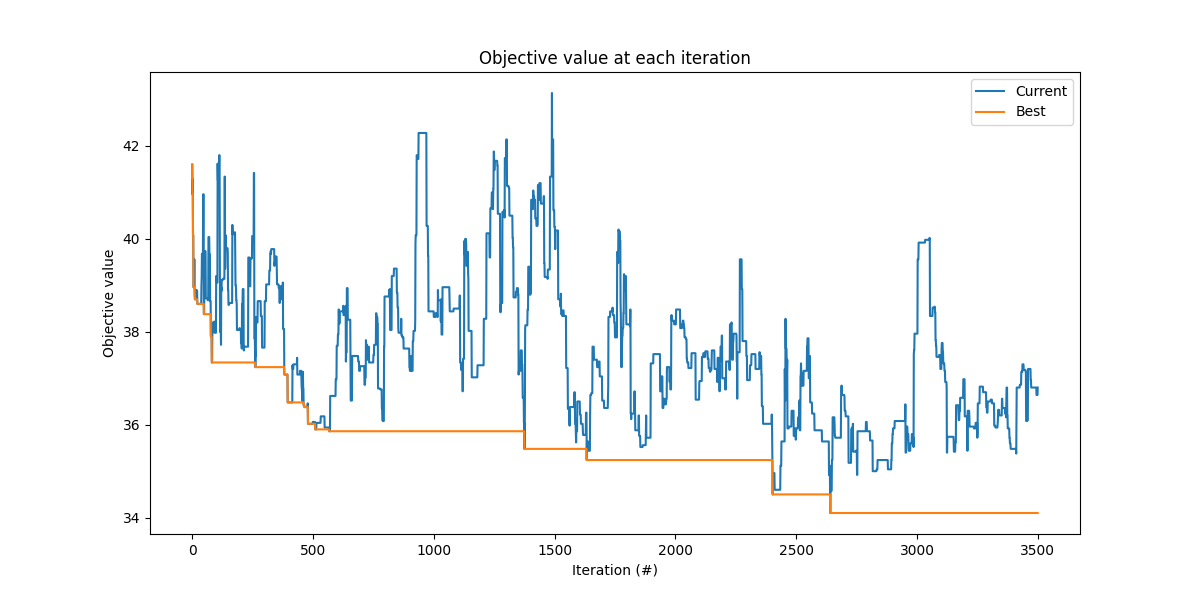 Objective value at each iteration
Current
Best
Objective value
42
40
38
36
34
0
500
1000
1500
2000
2500
3000
3500
Iteration (#)